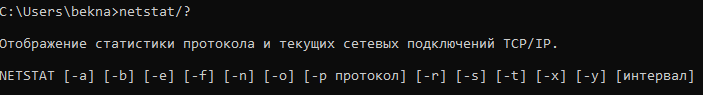 C:\Users\bekna>netstat/?
Отображение статистики протокола и текущих сетевых подключений TCP/IP.
NETSTAT [-a] [-b] [-e] [-f] [-n] [-o] [-p протокол] [-r] [-s] [-t] [-x] [-y] [интервал]